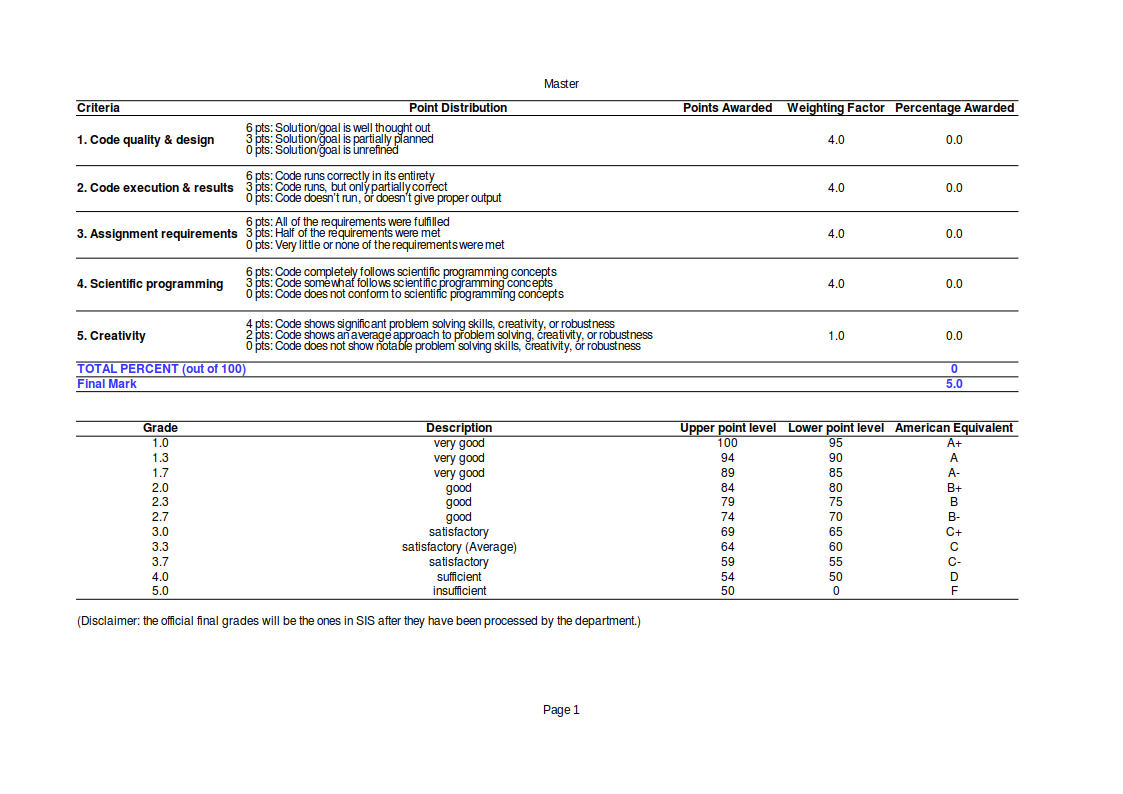 Master
Criteria Point Distribution Points Awarded Weighting Factor Percentage Awarded
1. Code quality & design 6 pts: Solution/goal is well thought out
3 pts: Solution/goal is partially planned
0 pts: Solution/goal is unrefined 4.0 0.0
2. Code execution & results 6 pts: Code runs correctly in its entirety
3 pts: Code runs, but only partially correct
0 pts: Code doesn't run, or doesn't give proper output 4.0 0.0
3. Assignment requirements 6 pts: All of the requirements were fulfilled
3 pts: Half of the requirements were met
0 pts: Very little or none of the requirements were met 4.0 0.0
4. Scientific programming 6 pts: Code completely follows scientific programming concepts
3 pts: Code somewhat follows scientific programming concepts
0 pts: Code does not conform to scientific programming concepts 4.0 0.0
5. Creativity 4 pts: Code shows significant problem solving skills, creativity, or robustness
2 pts: Code shows an average approach to problem solving, creativity, or robustness
0 pts: Code does not show notable problem solving skills, creativity, or robustness 1.0 0.0
TOTAL PERCENT (out of 100) 0
Final Mark 5.0
Grade Description Upper point level Lower point level American Equivalent
1.0 very good 100 95 A+
1.3 very good 94 90 A
1.7 very good 89 85 A-
2.0 good 84 80 B+
2.3 good 79 75 B
2.7 good 74 70 B-
3.0 satisfactory 69 65 C+
3.3 satisfactory (Average) 64 60 C
3.7 satisfactory 59 55 C-
4.0 sufficient 54 50 D
5.0 insufficient 50 0 F
(Disclaimer: the official final grades will be the ones in SIS after they have been processed by the department.)
Page 1